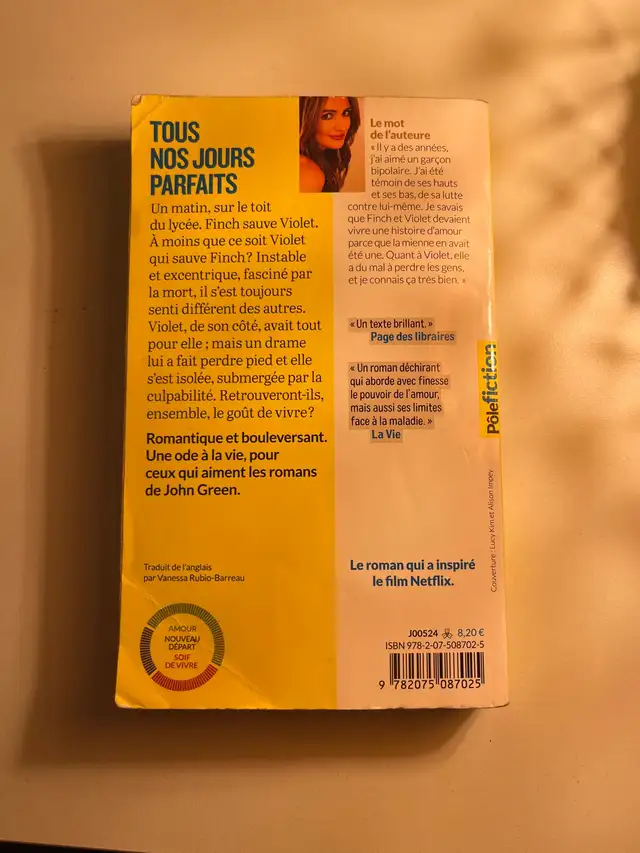 TOUS
NOS JOURS
PARFAITS
Un matin, sur le toit
du lycée. Finch sauve Violet.
À moins que ce soit Violet
qui sauve Finch ? Instable
et excentrique, fasciné par
la mort, il s'est toujours
senti différent des autres.
Violet, de son côté, avait tout
pour elle ; mais un drame
lui a fait perdre pied et elle
s'est isolée, submergée par la
culpabilité. Retrouveront-ils,
ensemble, le goût de vivre ?
Romantique et bouleversant.
Une ode à la vie, pour
ceux qui aiment les romans
de John Green.
Traduit de l'anglais
par Vanessa Rubio-Barreau
AMOUR
NOUVEAU
DÉPART
SOIF
DE VIVRE
Le mot
de l'auteure
« Il y a des années,
j'ai aimé un garçon
bipolaire. J'ai été
témoin de ses hauts
et ses bas, de sa lutte
contre lui-même. Je savais
que Finch et Violet devaient
vivre une histoire d'amour
parce que la mienne en avait
été une. Quant à Violet, elle
a du mal à perdre les gens,
et je connais ça très bien. »
« Un texte brillant. »
Page des libraires
« Un roman déchirant
qui aborde avec finesse
le pouvoir de l'amour,
mais aussi ses limites
face à la maladie. »
La Vie
Le roman qui a inspiré
le film Netflix.
J00524 8,20 €
ISBN 978-2-07-508702-5
9 782075 087025
Pôlefiction
Couverture : Lucy Kim et Alison Impey